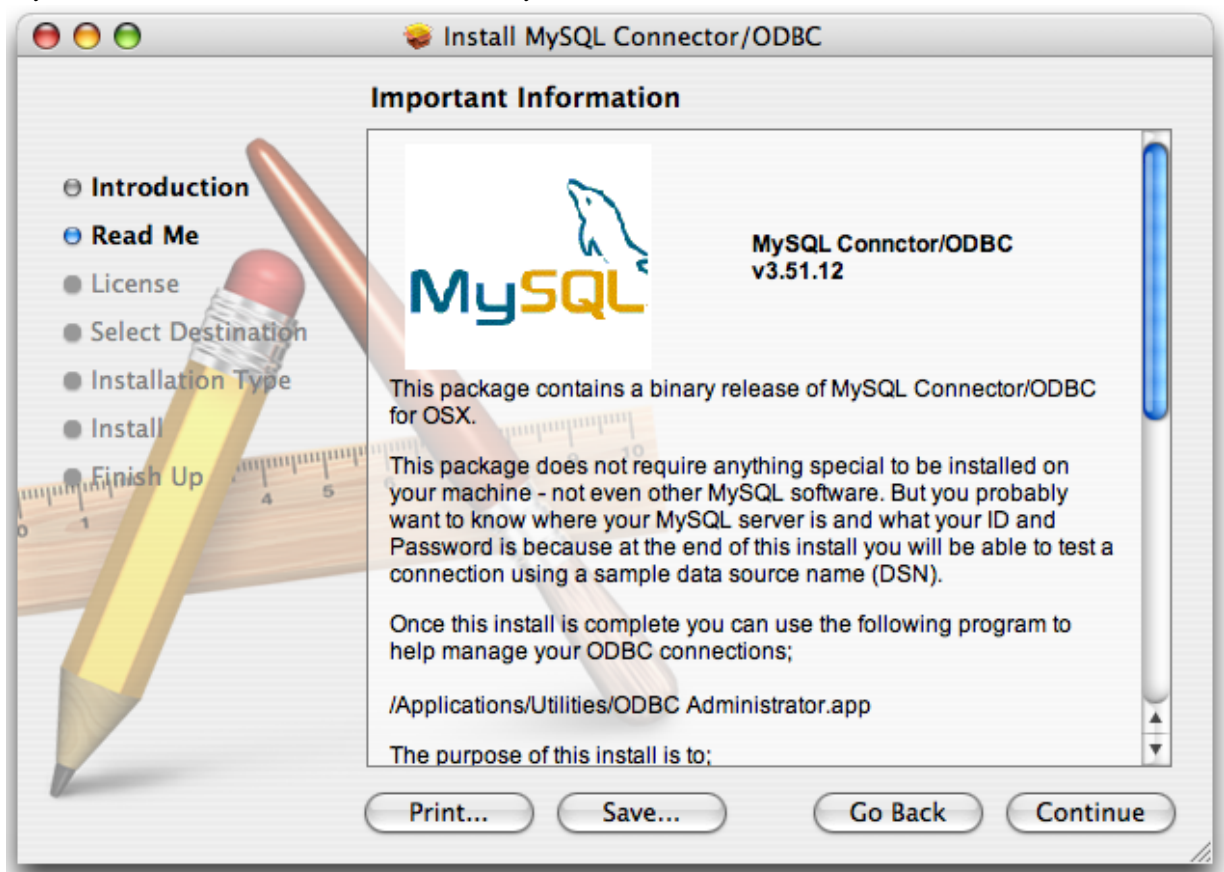 Install MySQL Connector/ODBC
Important Information
Introduction
Read Me
License
Select Destination
Installation Type
Install
Finish Up
MySQL
MySQL Connctor/ODBC
v3.51.12
This package contains a binary release of MySQL Connector/ODBC
for OSX.
This package does not require anything special to be installed on
your machine - not even other MySQL software. But you probably
want to know where your MySQL server is and what your ID and
Password is because at the end of this install you will be able to test a
connection using a sample data source name (DSN).
Once this install is complete you can use the following program to
help manage your ODBC connections;
/Applications/Utilities/ODBC Administrator.app
The purpose of this install is to;
Print...
Save...
Go Back
Continue